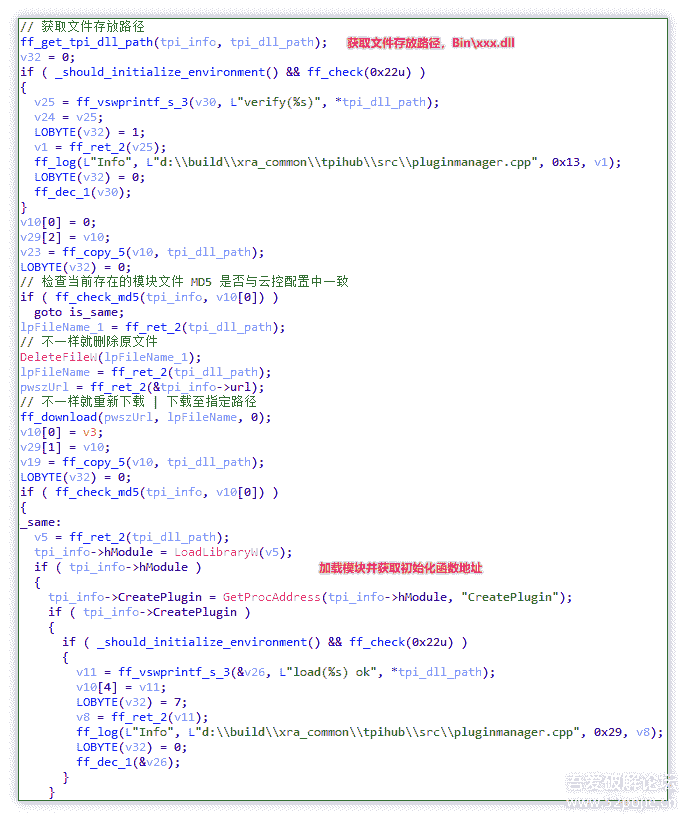 // 获取文件存放路径
ff_get_tpi_dll_path(tpi_info, tpi_dll_path); 获取文件存放路径，Bin\xxx.dll
v32 = 0;
if ( _should_initialize_environment() && ff_check(0x22u) )
{
v25 = ff_vswprintf_s_3(v30, L"verify(%s)", *tpi_dll_path);
v24 = v25;
LOBYTE(v32) = 1;
v1 = ff_ret_2(v25);
ff_log(L"Info", L"d:\\build\\xra_common\\tpihub\\src\\pluginmanager.cpp", 0x13, v1);
LOBYTE(v32) = 0;
ff_dec_1(v30);
}
v10[0] = 0;
v29[2] = v10;
v23 = ff_copy_5(v10, tpi_dll_path);
LOBYTE(v32) = 0;
// 检查当前存在的模块文件 MD5 是否与云控配置中一致
if ( ff_check_md5(tpi_info, v10[0]) )
goto is_same;
lpFileName_1 = ff_ret_2(tpi_dll_path);
// 不一样就删除原文件
DeleteFileW(lpFileName_1);
lpFileName = ff_ret_2(tpi_dll_path);
pwszUrl = ff_ret_2(&tpi_info->url);
// 不一样就重新下载 | 下载至指定路径
ff_download(pwszUrl, lpFileName, 0);
v10[0] = v3;
v29[1] = v10;
v19 = ff_copy_5(v10, tpi_dll_path);
LOBYTE(v32) = 0;
if ( ff_check_md5(tpi_info, v10[0]) )
{
_same:
v5 = ff_ret_2(tpi_dll_path);
tpi_info->hModule = LoadLibraryW(v5);
if ( tpi_info->hModule ) 加载模块并获取初始化函数地址
{
tpi_info->CreatePlugin = GetProcAddress(tpi_info->hModule, "CreatePlugin");
if ( tpi_info->CreatePlugin )
{
if ( _should_initialize_environment() && ff_check(0x22u) )
{
v11 = ff_vswprintf_s_3(&v26, L"load(%s) ok", *tpi_dll_path);
v10[4] = v11;
LOBYTE(v32) = 7;
v8 = ff_ret_2(v11);
ff_log(L"Info", L"d:\\build\\xra_common\\tpihub\\src\\pluginmanager.cpp", 0x29, v8);
LOBYTE(v32) = 0;
ff_dec_1(&v26);
}
}
吾爱破解论坛
www.52pojie.cn